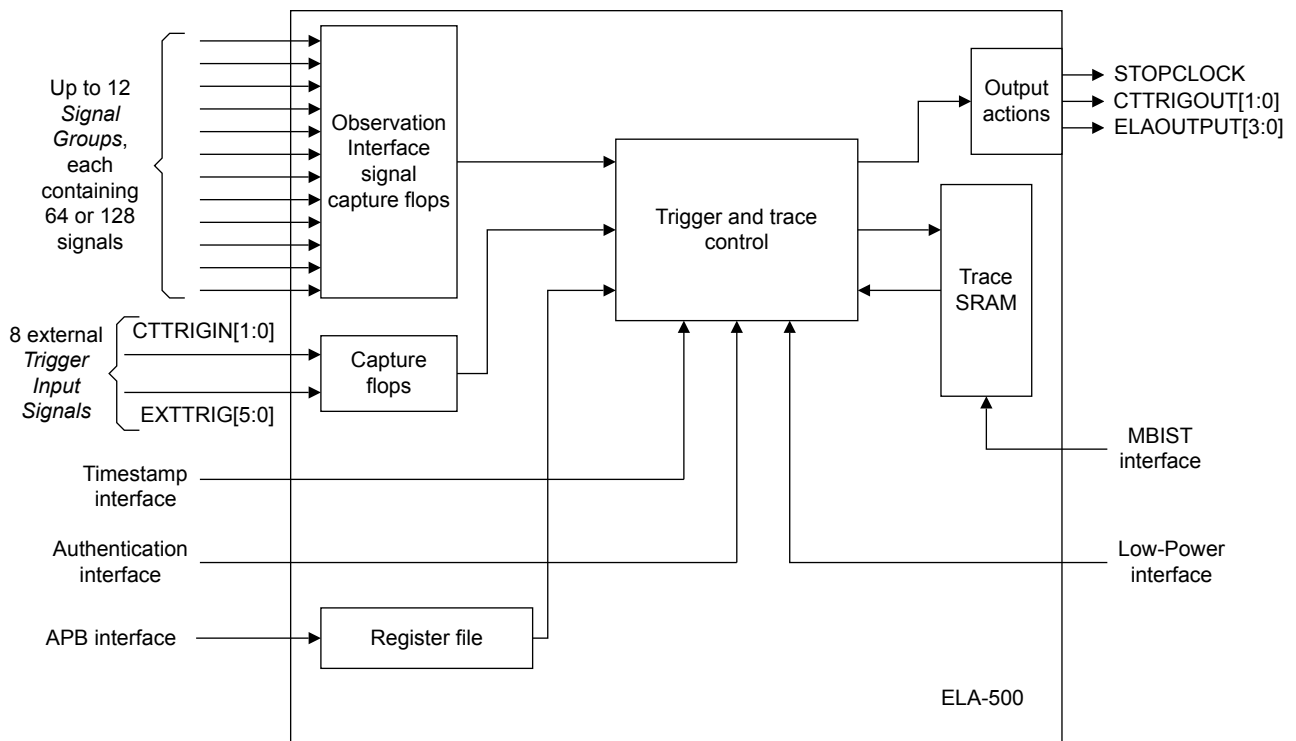 Up to 12
Signal
Groups,
each
containing
64 or 128
signals
Observation
Interface
signal
capture flops
8 external
Trigger
Input
Signals
CTTRIGIN[1:0]
EXTTRIG[5:0]
Capture
flops
Timestamp
interface
Authentication
interface
APB interface
Register file
Trigger and trace
control
Output
actions
STOPCLOCK
CTTRIGOUT[1:0]
ELAOUTPUT[3:0]
Trace
SRAM
MBIST
interface
Low-Power
interface
ELA-500